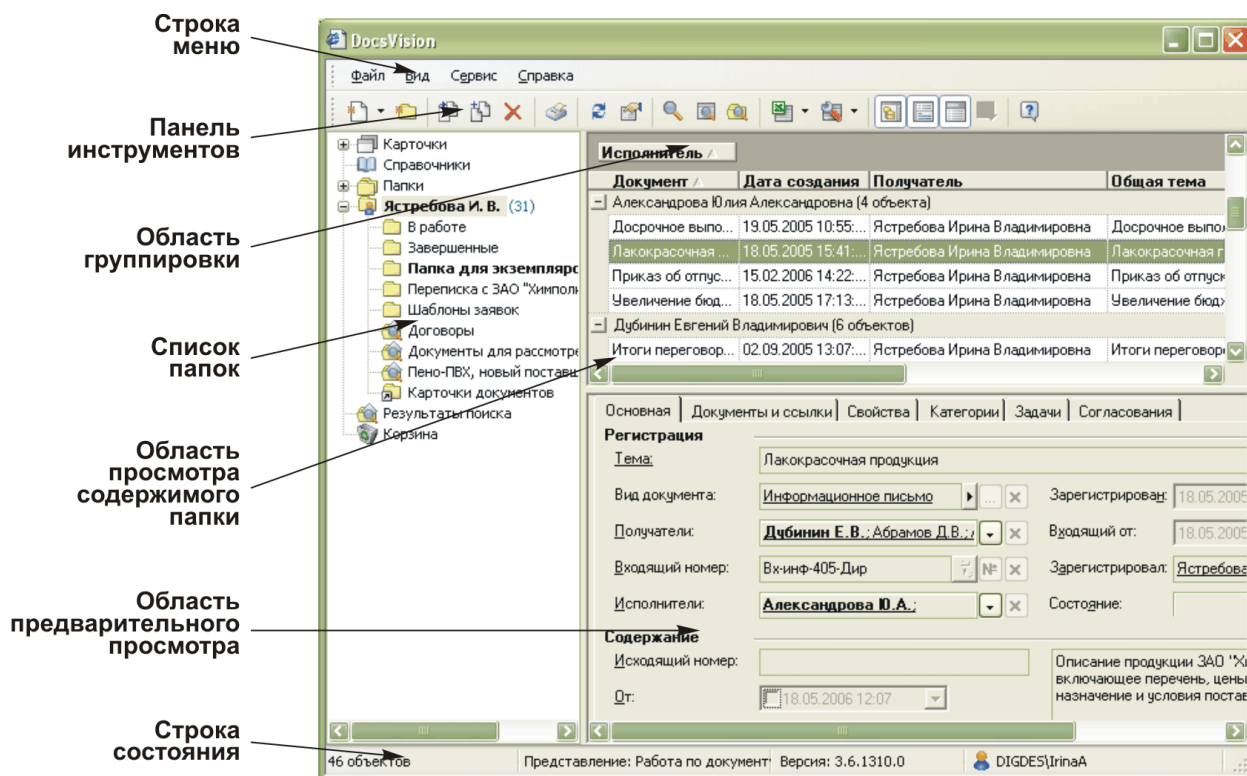 Строка
меню
Панель
инструментов
Область
группировки
Список
папок
Область
просмотра
содержимого
папки
Область
предварительного
просмотра
Строка
состояния
DocsVision
Файл Вид Сервис Справка
Карточки
Справочники
Папки
Ястребова И. В. (31)
В работе
Завершенные
Папка для экземпляро
Переписка с ЗАО "Химполи
Шаблоны заявок
Договоры
Документы для рассмотре
Пено-ПВХ, новый поставщ
Карточки документов
Результаты поиска
Корзина
Исполнитель
Документ Дата создания Получатель Общая тема
Александрова Юлия Александровна (4 объекта)
Досрочное выпо... 19.05.2005 10:55:... Ястребова Ирина Владимировна Досрочное выпол
Лакокрасочная ... 18.05.2005 15:41:... Ястребова Ирина Владимировна Лакокрасочная п
Приказ об отпус... 15.02.2006 14:22:... Ястребова Ирина Владимировна Приказ об отпуск
Увеличение бюд... 18.05.2005 17:13:... Ястребова Ирина Владимировна Увеличение бюдж
Дубинин Евгений Владимирович (6 объектов)
Итоги переговор... 02.09.2005 13:07:... Ястребова Ирина Владимировна Итоги переговоро
Основная Документы и ссылки Свойства Категории Задачи Согласования
Регистрация
Тема: Лакокрасочная продукция
Вид документа: Информационное письмо ... Зарегистрирован: 18.05.2005
Получатели: Дубинин Е.В.; Абрамов Д.В.; Входящий от: 18.05.2005
Входящий номер: Вх-инф-405-Дир № Зарегистрировал: Ястребова
Исполнители: Александрова Ю.А.; Состояние:
Содержание
Исходящий номер: Описание продукции ЗАО "Хи
включающее перечень, цены
От: 18.05.2006 12:07 назначение и условия постав
46 объектов Представление: Работа по документ Версия: 3.6.1310.0 DIGDES\IrinaA